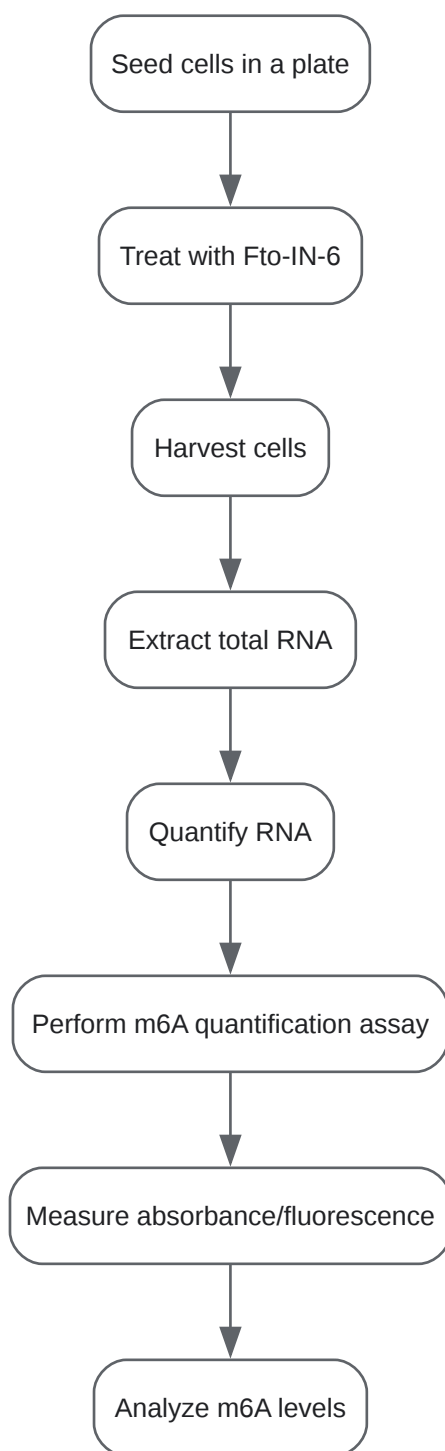 Seed cells in a plate
Treat with Fto-IN-6
Harvest cells
Extract total RNA
Quantify RNA
Perform m6A quantification assay
Measure absorbance/fluorescence
Analyze m6A levels